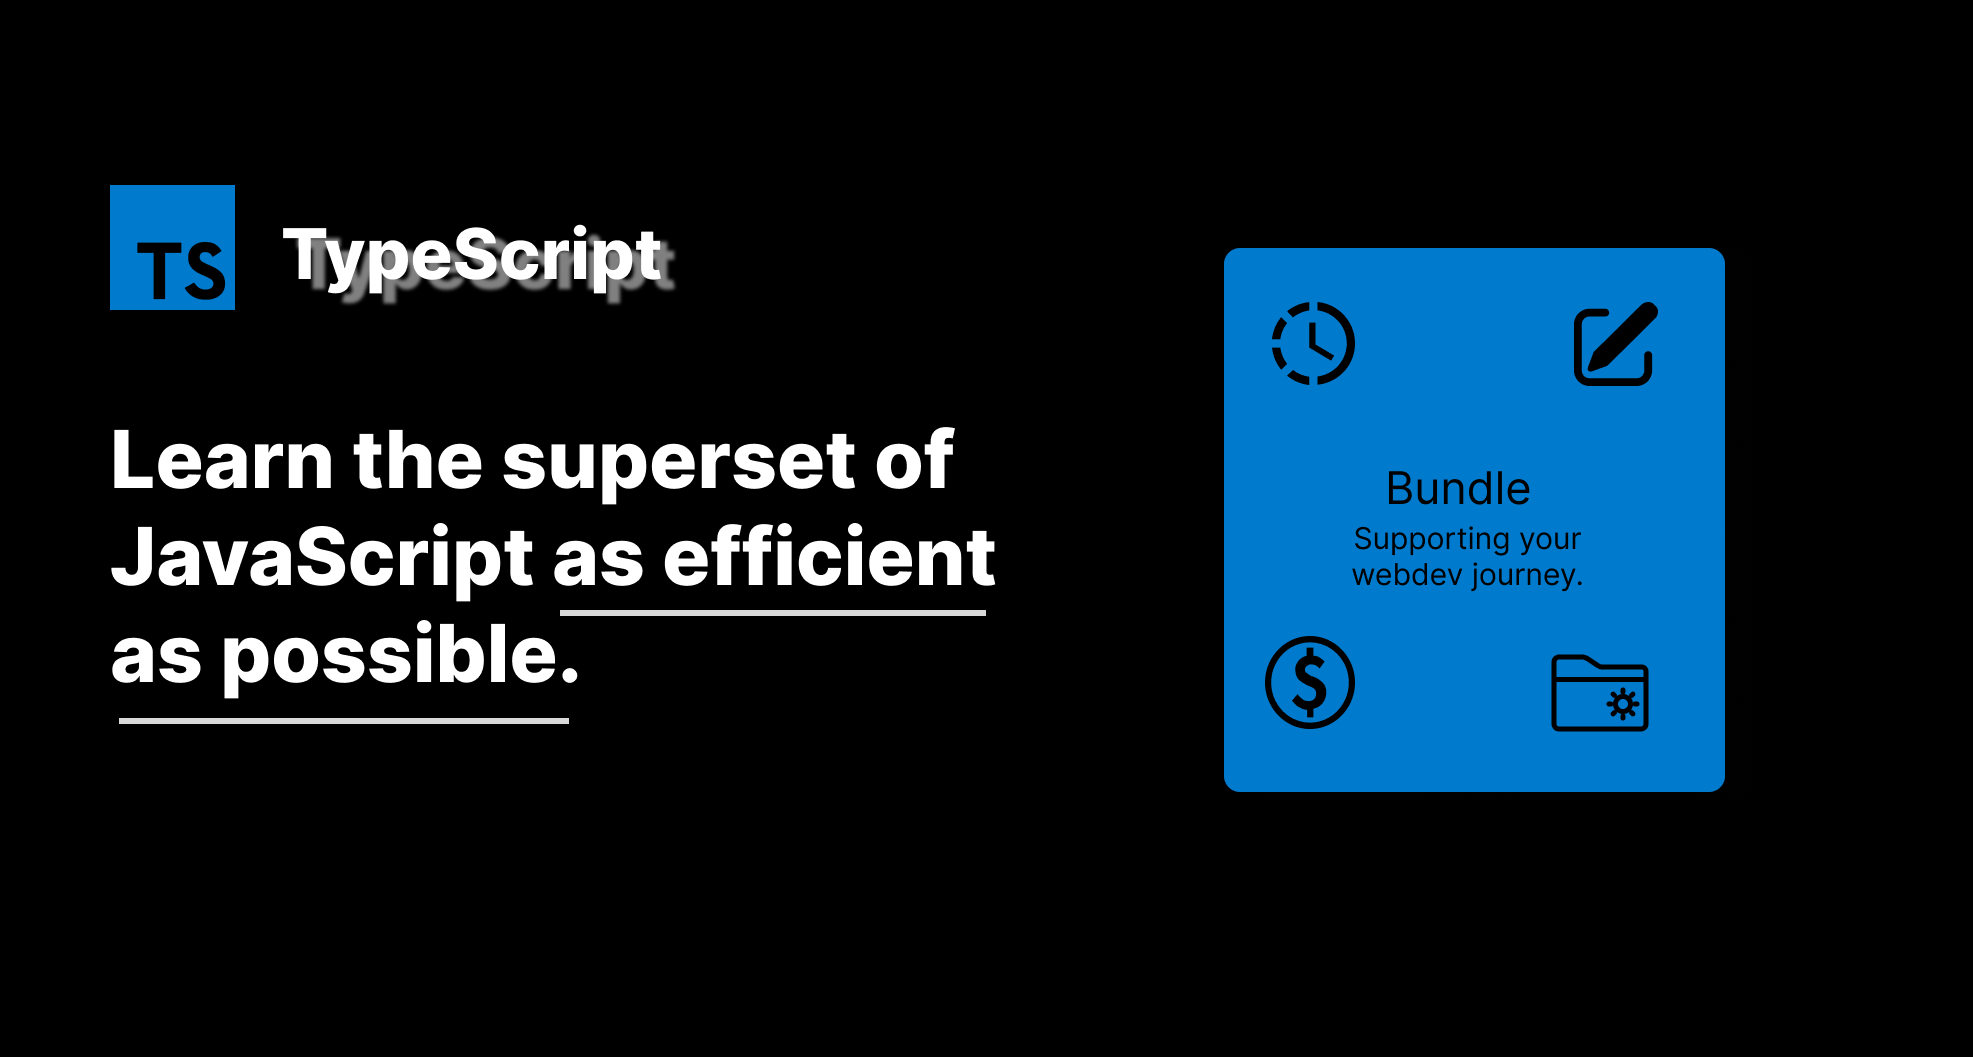 TS
TypeScript
Learn the superset of
JavaScript as efficient
as possible.
Bundle
Supporting your
webdev journey.
$